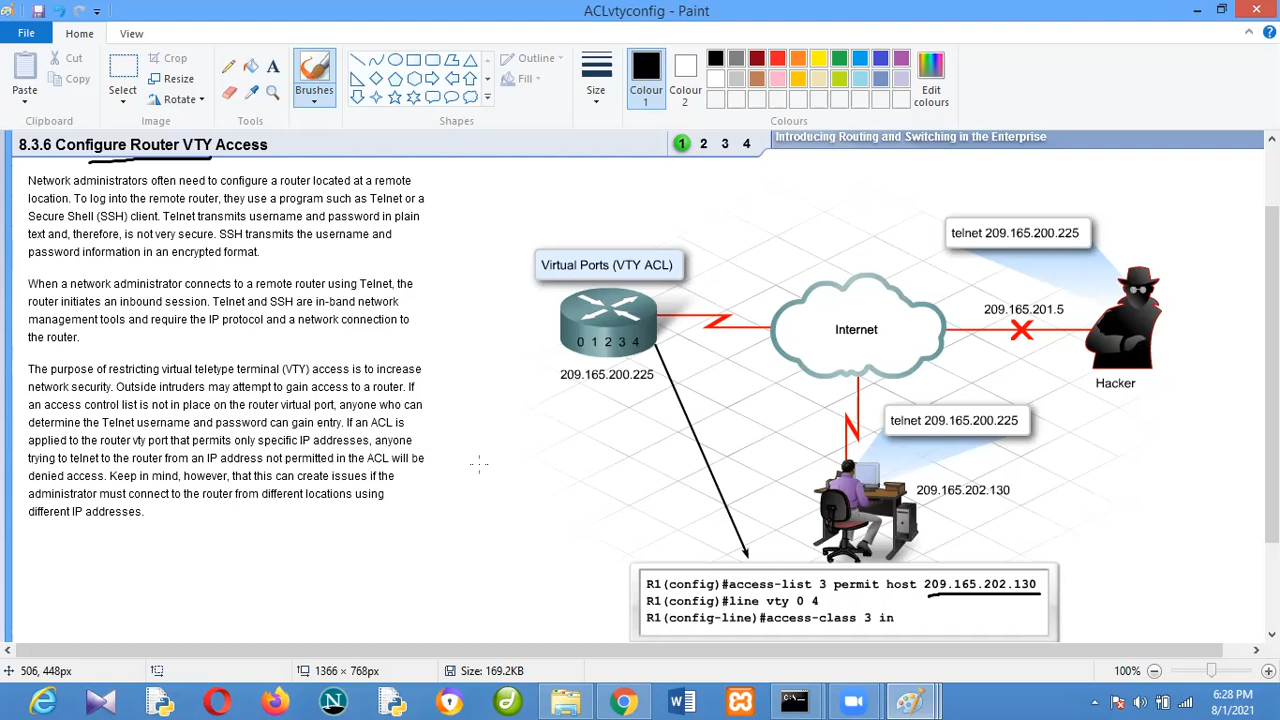 ACLvtyconfig - Paint
File
Home
View
Paste
Cut
Copy
Clipboard
Select
Crop
Resize
Rotate
Image
A
Tools
Brushes
Outline
Fill
Shapes
Size
Colour 1
Colour 2
Edit colours
Colours
8.3.6 Configure Router VTY Access
1 2 3 4
Introducing Routing and Switching in the Enterprise
Network administrators often need to configure a router located at a remote
location. To log into the remote router, they use a program such as Telnet or a
Secure Shell (SSH) client. Telnet transmits username and password in plain
text and, therefore, is not very secure. SSH transmits the username and
password information in an encrypted format.
When a network administrator connects to a remote router using Telnet, the
router initiates an inbound session. Telnet and SSH are in-band network
management tools and require the IP protocol and a network connection to
the router.
The purpose of restricting virtual teletype terminal (VTY) access is to increase
network security. Outside intruders may attempt to gain access to a router. If
an access control list is not in place on the router virtual port, anyone who can
determine the Telnet username and password can gain entry. If an ACL is
applied to the router vty port that permits only specific IP addresses, anyone
trying to telnet to the router from an IP address not permitted in the ACL will be
denied access. Keep in mind, however, that this can create issues if the
administrator must connect to the router from different locations using
different IP addresses.
telnet 209.165.200.225
Virtual Ports (VTY ACL)
209.165.201.5
Internet
0 1 2 3 4
209.165.200.225
Hacker
telnet 209.165.200.225
209.165.202.130
R1(config)#access-list 3 permit host 209.165.202.130
R1(config)#line vty 0 4
R1(config-line)#access-class 3 in
506, 448px
1366 × 768px
Size: 169.2KB
100%
6:28 PM
8/1/2021